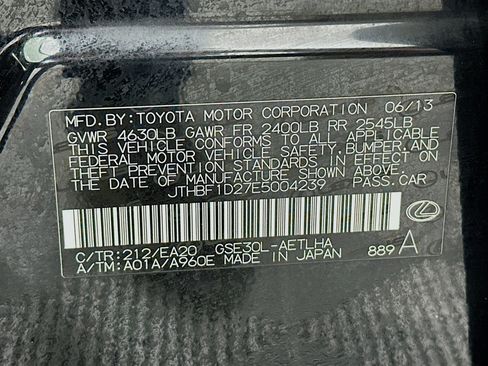 MFD. BY: TOYOTA MOTOR CORPORATION 06/13
GVWR 4630LB GAWR FR 2400LB RR 2545LB
THIS VEHICLE CONFORMS TO ALL APPLICABLE
FEDERAL MOTOR VEHICLE SAFETY, BUMPER, AND
THEFT PREVENTION STANDARDS IN EFFECT ON
THE DATE OF MANUFACTURE SHOWN ABOVE.
JTHBF1D27E5004239 PASS. CAR
C/TR: 212/EA20 GSE30L-AETLHA
A/TM: A01A/A960E MADE IN JAPAN 889 A